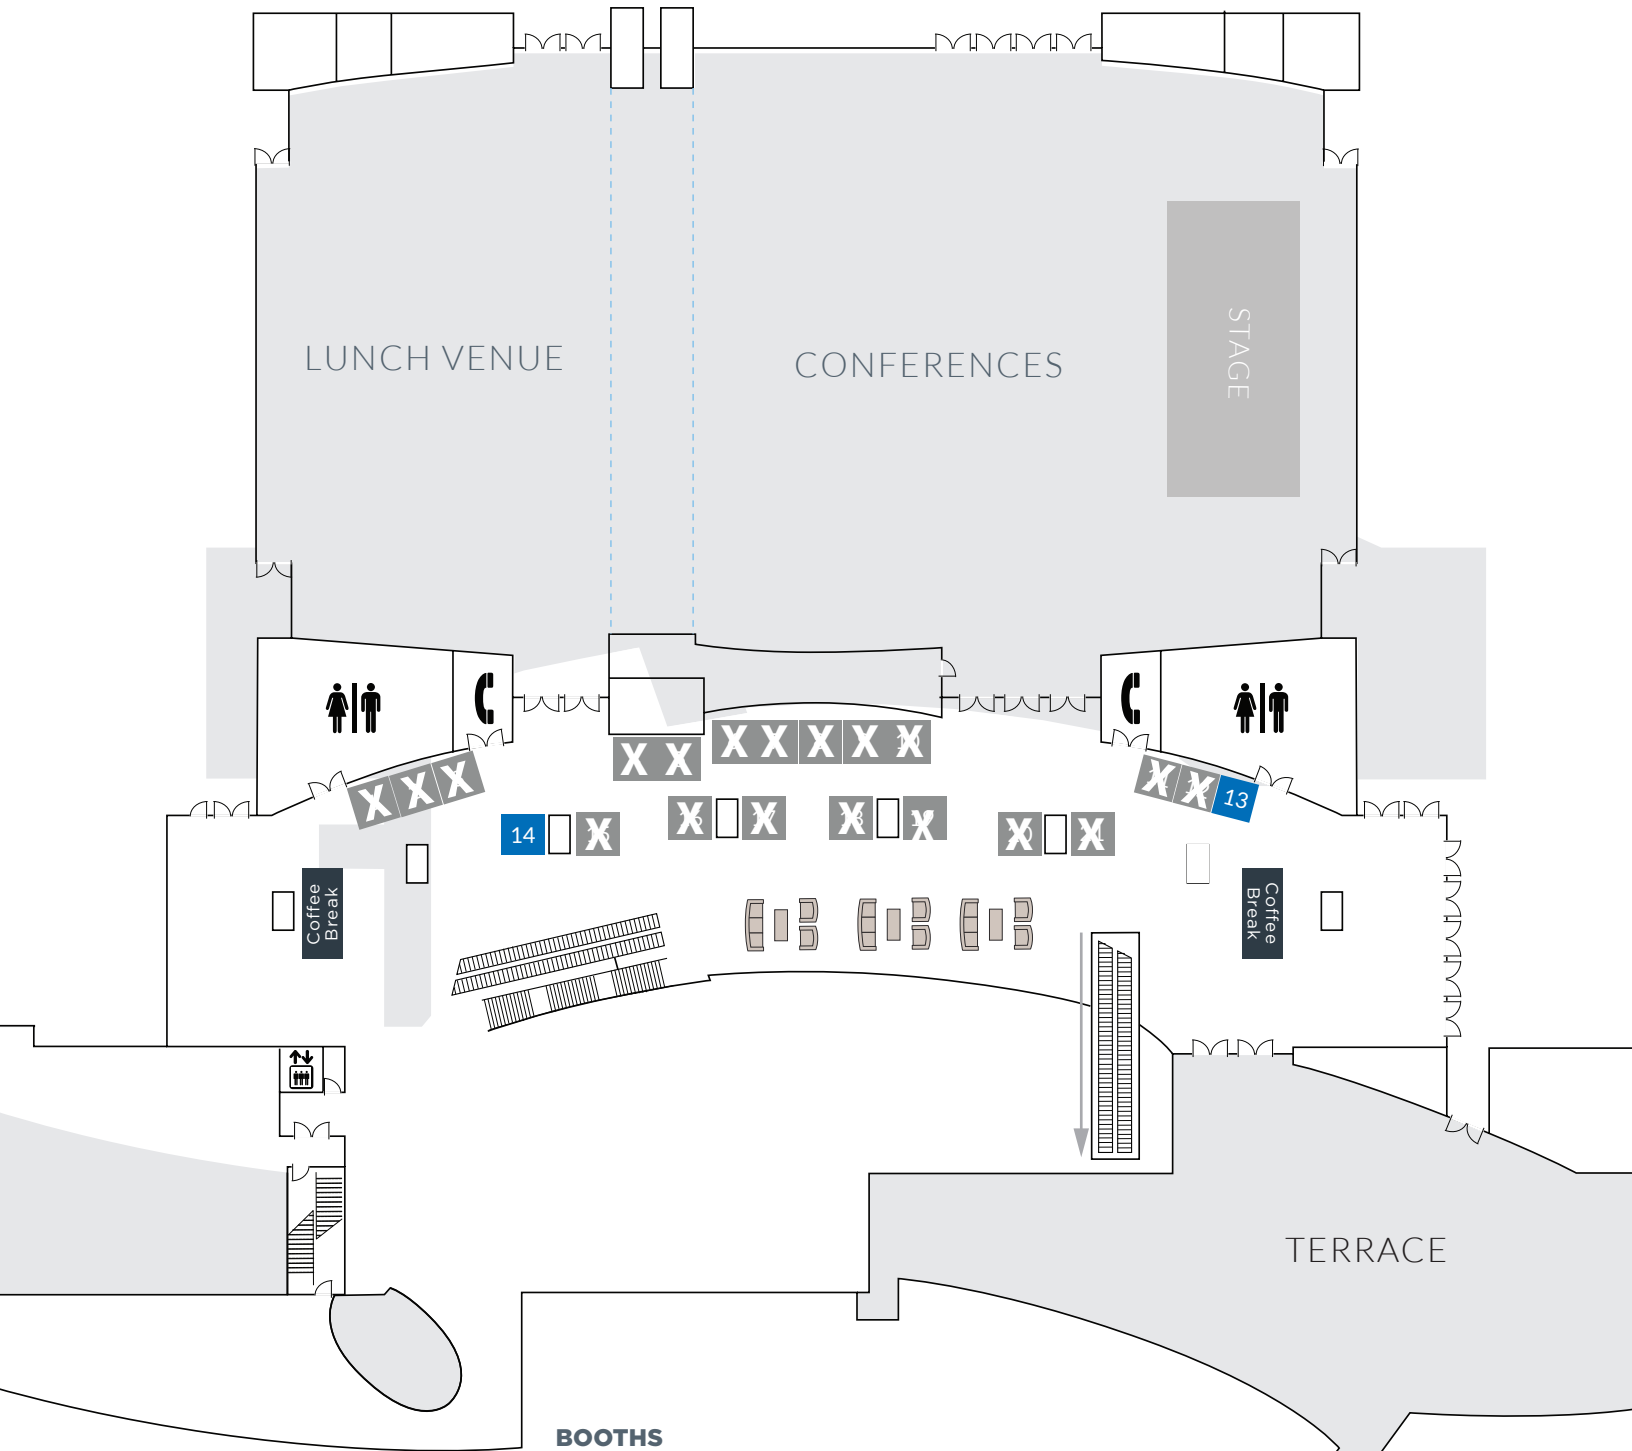 LUNCH VENUE
CONFERENCES
STAGE
X X X
X X
X X X X X
X X 13
14 X
X X
X X
X X
Coffee
Break
Coffee
Break
TERRACE
BOOTHS